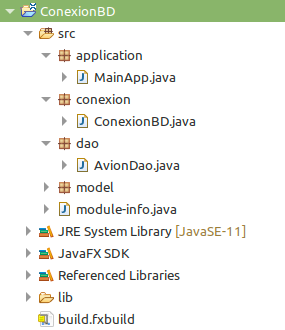 ConexionBD
src
application
MainApp.java
conexion
ConexionBD.java
dao
AvionDao.java
model
module-info.java
JRE System Library [JavaSE-11]
JavaFX SDK
Referenced Libraries
lib
build.fxbuild